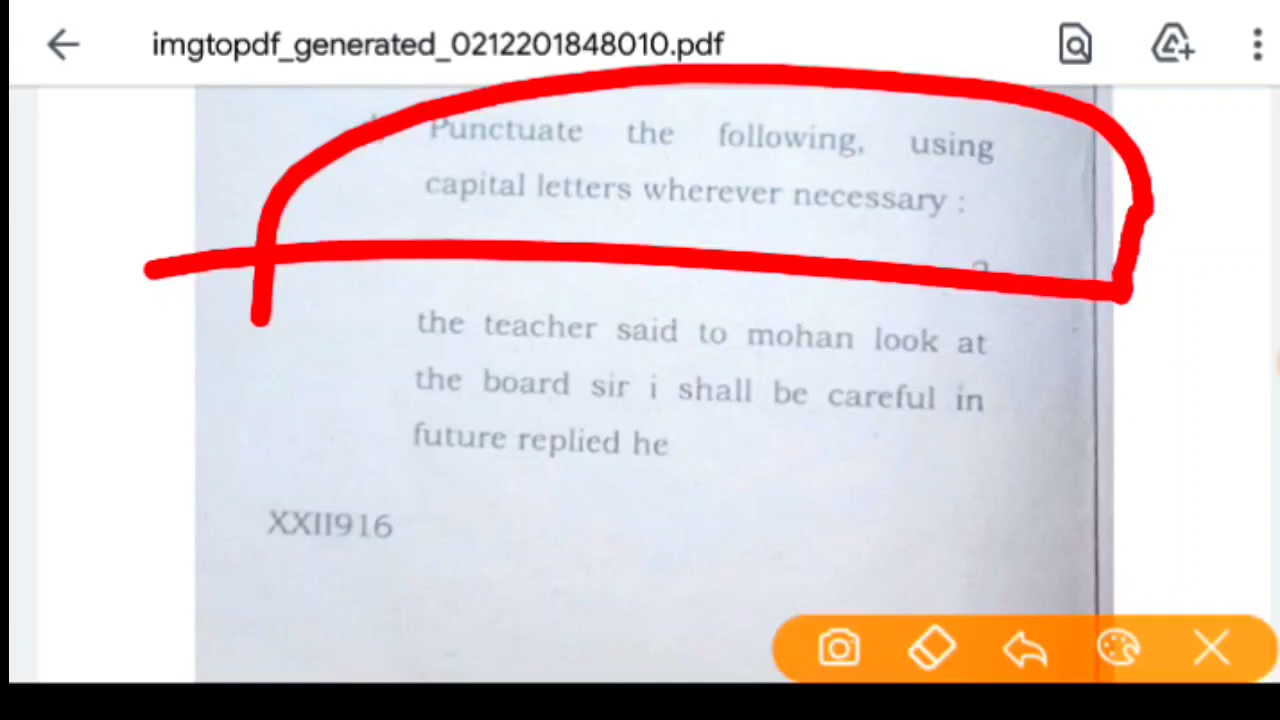 imgtopdf_generated_0212201848010.pdf
Punctuate the following, using
capital letters wherever necessary :
the teacher said to mohan look at
the board sir i shall be careful in
future replied he
XXII916